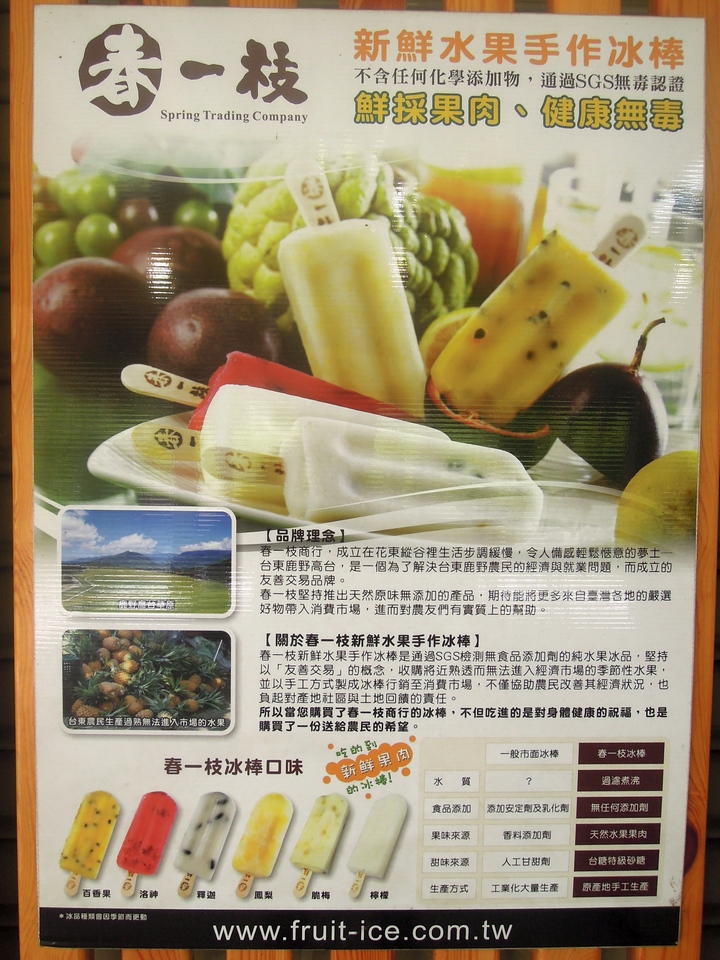 春一枝
Spring Trading Company
新鮮水果手作冰棒
不含任何化學添加物，通過SGS無毒認證
鮮採果肉、健康無毒
【品牌理念】
春一枝商行，成立在花東縱谷裡生活步調緩慢，令人備感輕鬆愜意的夢土—
台東鹿野高台，是一個為了解決台東鹿野農民的經濟與就業問題，而成立的
友善交易品牌。
春一枝堅持推出天然原味無添加的產品，期待能將更多來自臺灣各地的嚴選
好物帶入消費市場，進而對農友們有實質上的幫助。
【關於春一枝新鮮水果手作冰棒】
春一枝新鮮水果手作冰棒是通過SGS檢測無食品添加劑的純水果冰品，堅持
以「友善交易」的概念，收購將近熟透而無法進入經濟市場的季節性水果，
並以手工方式製成冰棒行銷至消費市場，不僅協助農民改善其經濟狀況，也
負起對產地社區與土地回饋的責任。
所以當您購買了春一枝商行的冰棒，不但吃進的是對身體健康的祝福，也是
購買了一份送給農民的希望。
台東農民生產過熟無法進入市場的水果
春一枝冰棒口味
吃的到
新鮮果肉
的冰棒!
百香果 洛神 釋迦 鳳梨 脆梅 檸檬
一般市面冰棒 春一枝冰棒
水質 ? 過濾煮沸
食品添加 添加安定劑及乳化劑 無任何添加劑
果味來源 香料添加劑 天然水果果肉
甜味來源 人工甘甜劑 台糖特級砂糖
生產方式 工業化大量生產 原產地手工生產
*冰品種類會因季節而更動
www.fruit-ice.com.tw